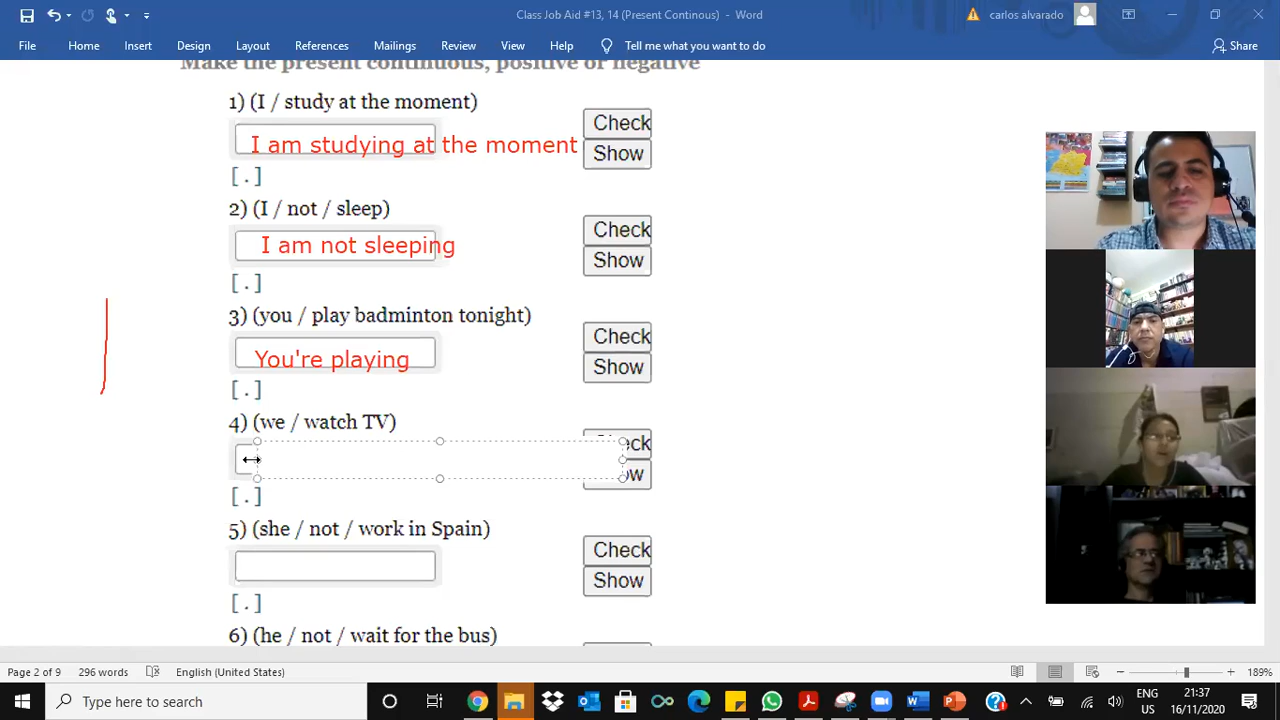 Class Job Aid #13, 14 (Present Continous) - Word
carlos alvarado
File Home Insert Design Layout References Mailings Review View Help Tell me what you want to do Share
Make the present continuous, positive or negative
1) (I / study at the moment)
Check
I am studying at the moment
Show
[ . ]
2) (I / not / sleep)
Check
I am not sleeping
Show
[ . ]
3) (you / play badminton tonight)
Check
You're playing
Show
[ . ]
4) (we / watch TV)
[ . ]
5) (she / not / work in Spain)
Check
Show
[ . ]
6) (he / not / wait for the bus)
Page 2 of 9 296 words English (United States) 189%
Type here to search
ENG
US
21:37
16/11/2020